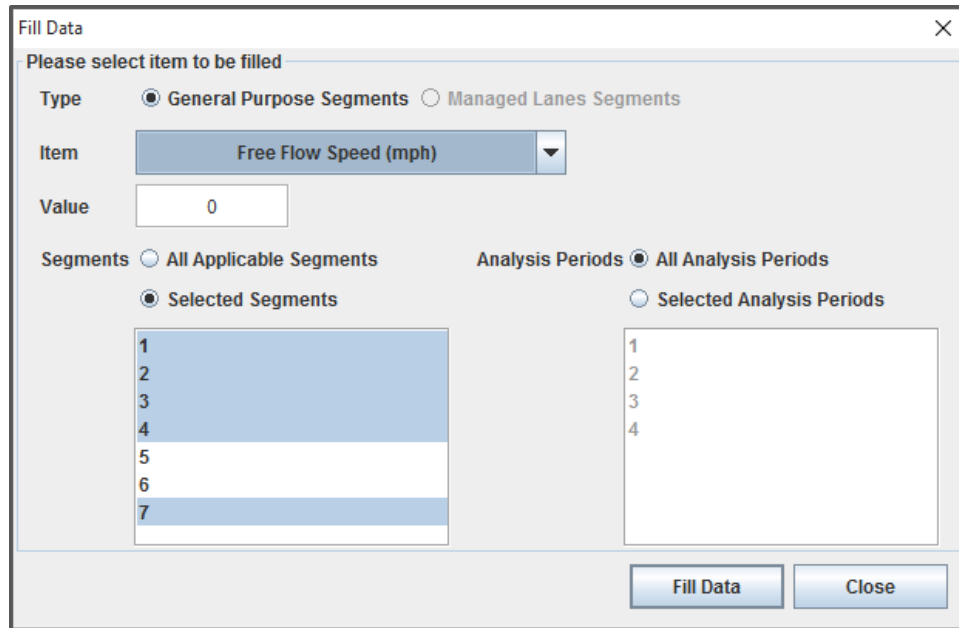 Fill Data
Please select item to be filled
Type General Purpose Segments Managed Lanes Segments
Item Free Flow Speed (mph)
Value 0
Segments All Applicable Segments Analysis Periods All Analysis Periods
Selected Segments Selected Analysis Periods
1 1
2 2
3 3
4 4
5
6
7
Fill Data Close